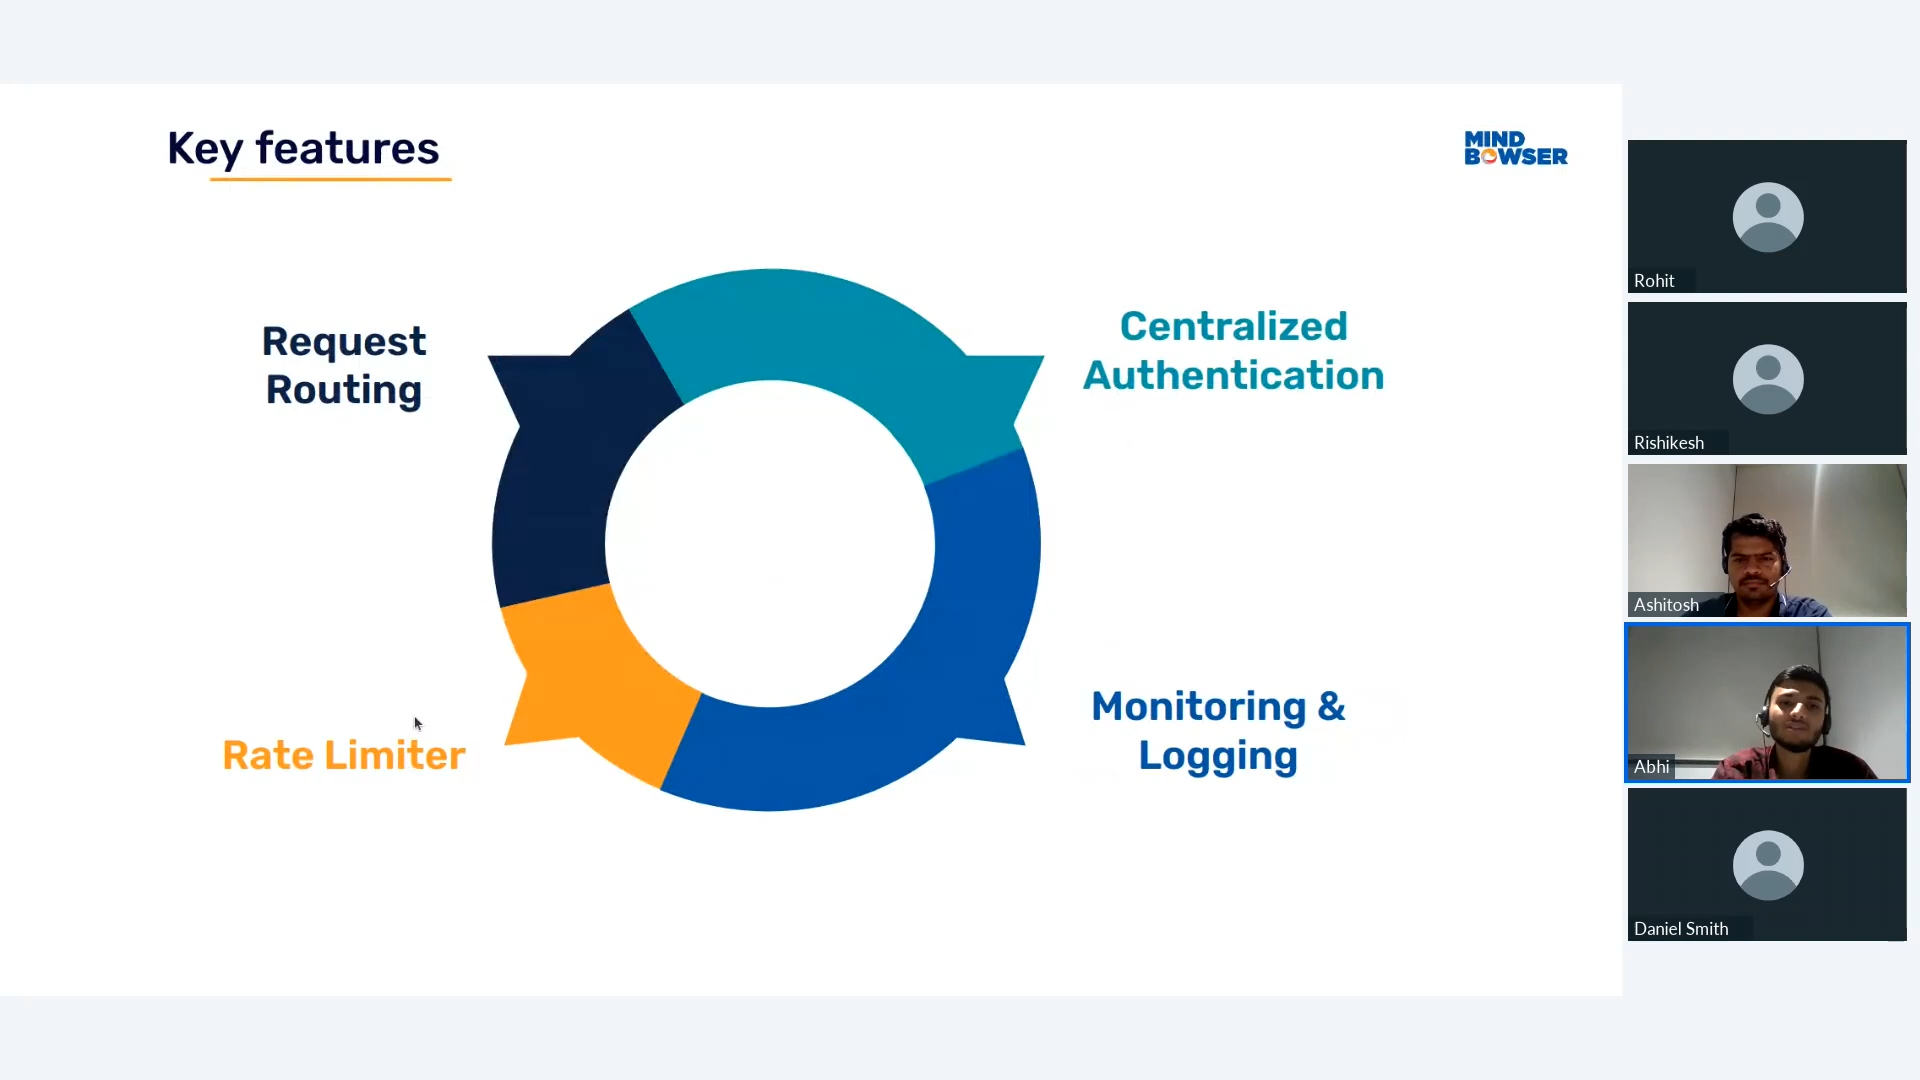 Key features
MIND
BOWSER
Request
Routing
Centralized
Authentication
Rate Limiter
Monitoring &
Logging
Rohit
Rishikesh
Ashitosh
Abhi
Daniel Smith